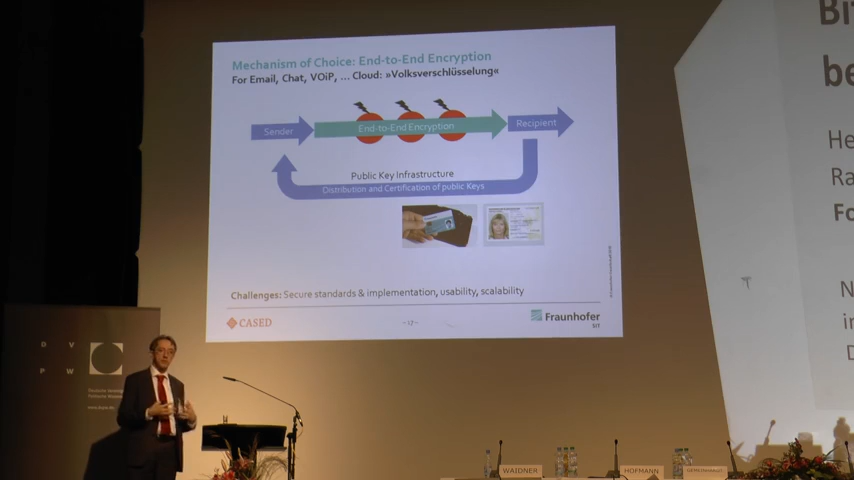 Mechanism of Choice: End-to-End Encryption
For Email, Chat, VOiP, ... Cloud: »Volksverschlüsselung«
Sender
End-to-End Encryption
Recipient
Public Key Infrastructure
Distribution and Certification of public Keys
Challenges: Secure standards & implementation, usability, scalability
CASED
Fraunhofer
SIT
Bi
be
He
Ra
Fo
N
in
D
D V
P W
WAIDNER
HOFMANN